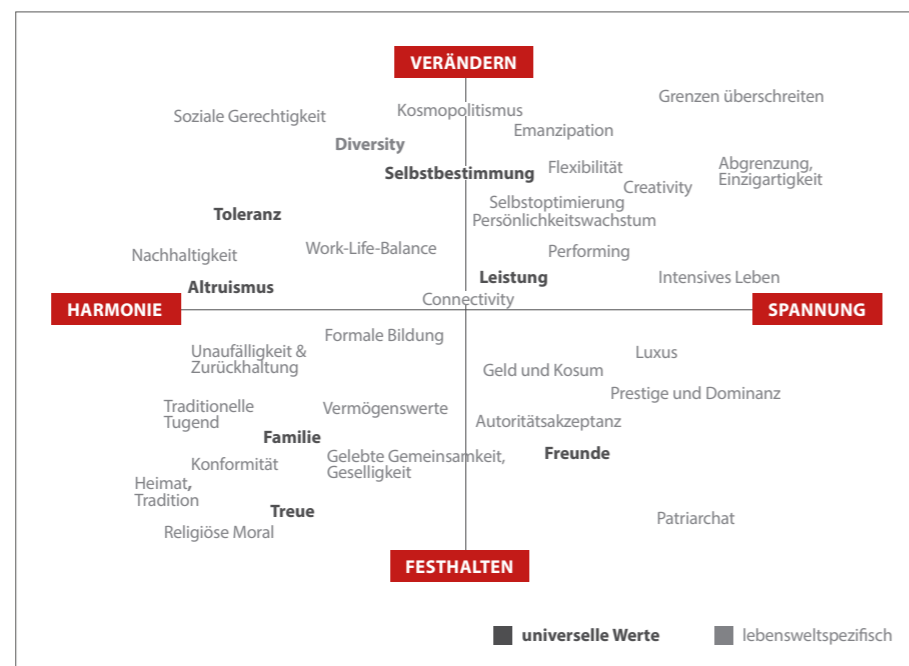 VERÄNDERN
Grenzen überschreiten
Kosmopolitismus
Soziale Gerechtigkeit
Emanzipation
Diversity
Selbstbestimmung
Flexibilität
Abgrenzung,
Einzigartigkeit
Creativity
Selbstoptimierung
Toleranz
Persönlichkeitswachstum
Work-Life-Balance
Performing
Nachhaltigkeit
Leistung
Intensives Leben
Altruismus
Connectivity
HARMONIE
SPANNUNG
Formale Bildung
Unaufälligkeit &
Zurückhaltung
Luxus
Geld und Kosum
Prestige und Dominanz
Traditionelle
Tugend
Vermögenswerte
Autoritätsakzeptanz
Familie
Freunde
Gelebte Gemeinsamkeit,
Geselligkeit
Konformität
Heimat,
Tradition
Treue
Patriarchat
Religiöse Moral
FESTHALTEN
universelle Werte
lebensweltspezifisch